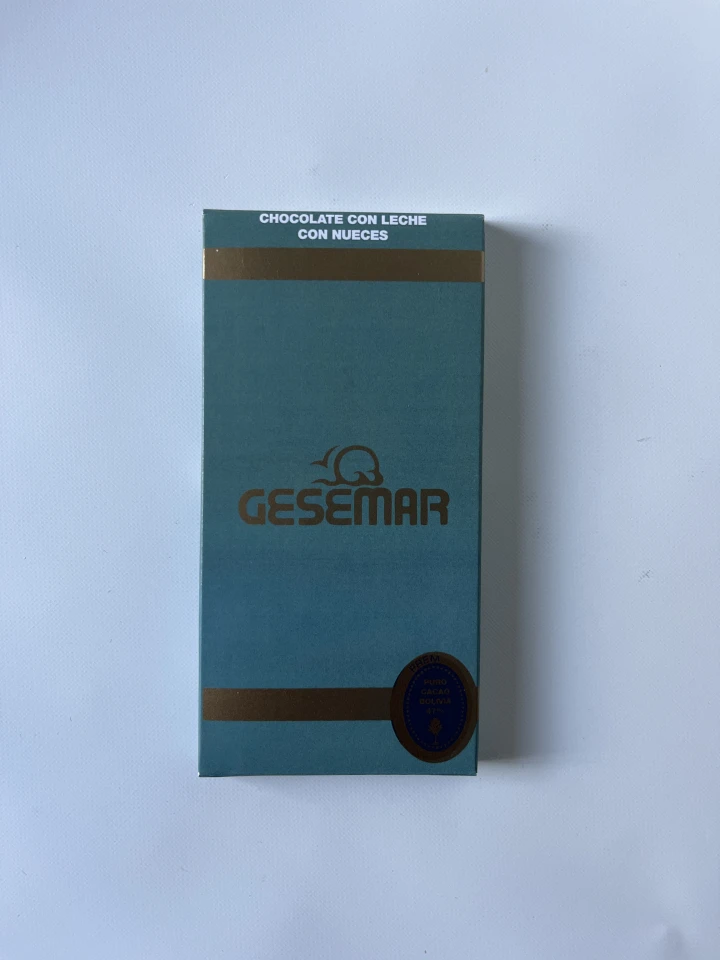 CHOCOLATE CON LECHE
CON NUECES
GESEMAR
PURO
CACAO
BOLIVIA